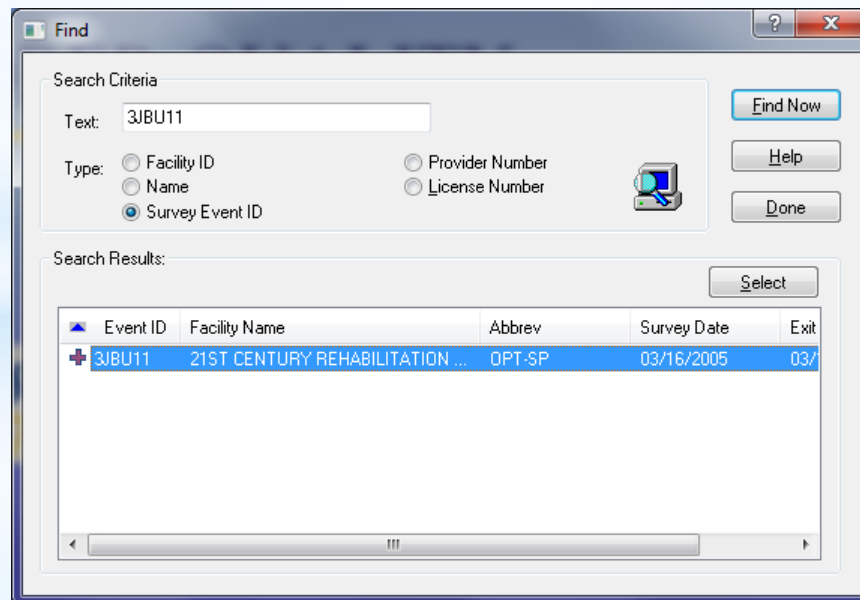 Find
Search Criteria
Text: 3JBU11
Find Now
Type: Facility ID Provider Number
Help
Name License Number
Survey Event ID
Done
Search Results:
Select
Event ID Facility Name Abbrev Survey Date Exit
3JBU11 21ST CENTURY REHABILITATION ... OPT-SP 03/16/2005 03/